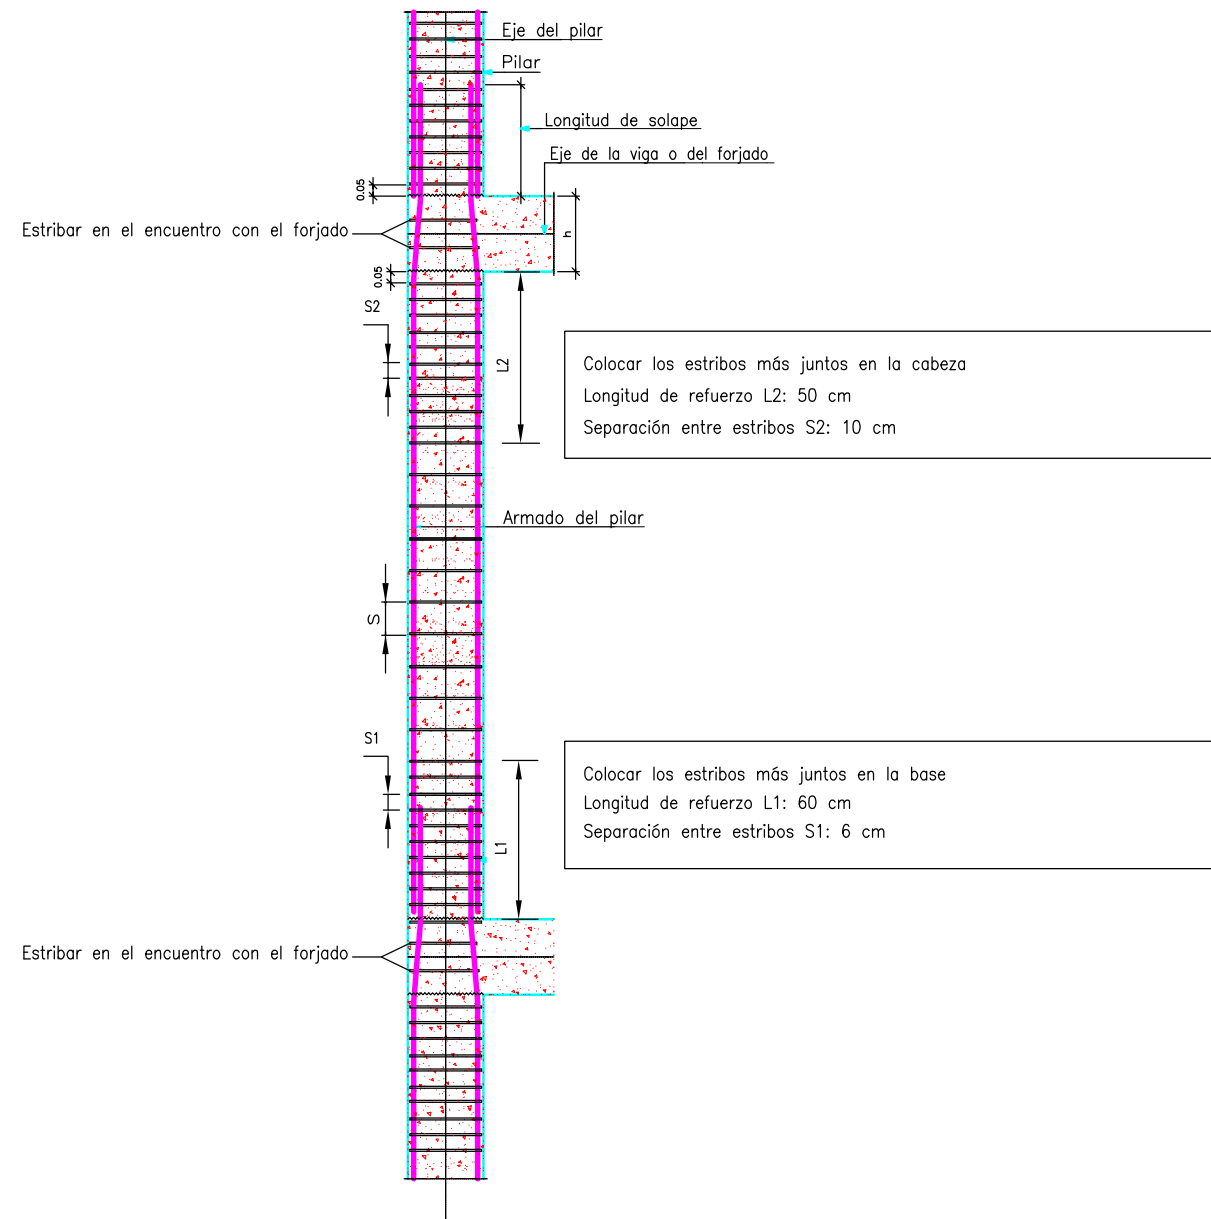 Eje del pilar
Pilar
Longitud de solape
Eje de la viga o del forjado
0.05
Estribar en el encuentro con el forjado
h
0.05
S2
L2
Colocar los estribos más juntos en la cabeza
Longitud de refuerzo L2: 50 cm
Separación entre estribos S2: 10 cm
Armado del pilar
S
S1
L1
Colocar los estribos más juntos en la base
Longitud de refuerzo L1: 60 cm
Separación entre estribos S1: 6 cm
Estribar en el encuentro con el forjado